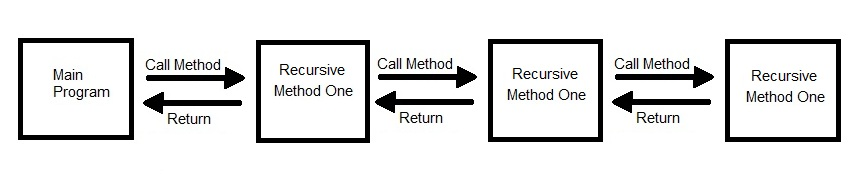 Main
Program
Call Method
Return
Recursive
Method One
Call Method
Return
Recursive
Method One
Call Method
Return
Recursive
Method One